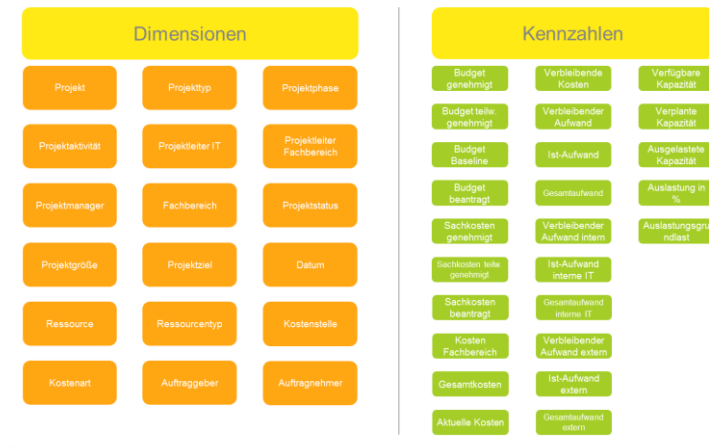 Dimensionen
Projekt
Projekttyp
Projektphase
Projektaktivität
Projektleiter IT
Projektleiter
Fachbereich
Projektmanager
Fachbereich
Projektstatus
Projektgröße
Projektziel
Datum
Ressource
Ressourcentyp
Kostenstelle
Kostenart
Auftraggeber
Auftragnehmer
Kennzahlen
Budget
genehmigt
Verbleibende
Kosten
Verfügbare
Kapazität
Budget teilw.
genehmigt
Verbleibender
Aufwand
Verplante
Kapazität
Budget
Baseline
Ist-Aufwand
Ausgelastete
Kapazität
Budget
beantragt
Gesamtaufwand
Auslastung in
%
Sachkosten
genehmigt
Verbleibender
Aufwand intern
Auslastungsgru
ndlast
Sachkosten teilw.
genehmigt
Ist-Aufwand
interne IT
Sachkosten
beantragt
Gesamtaufwand
interne IT
Kosten
Fachbereich
Verbleibender
Aufwand extern
Gesamtkosten
Ist-Aufwand
extern
Aktuelle Kosten
Gesamtaufwand
extern